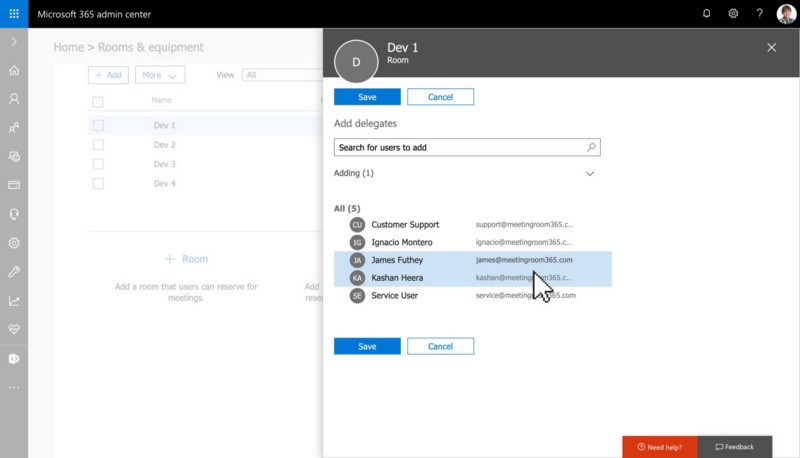 Microsoft 365 admin center
Home > Rooms & equipment
+ Add
More
View
All
Name
Dev 1
Dev 2
Dev 3
Dev 4
+ Room
Add a room that users can reserve for
meetings.
Add
rese
D
Dev 1
Room
Save
Cancel
Add delegates
Search for users to add
Adding (1)
All (5)
CU Customer Support support@meetingroom365.c...
IG Ignacio Montero ignacio@meetingroom365.c...
JA James Futhey james@meetingroom365.com
KA Kashan Heera kashan@meetingroom365.c...
SE Service User service@meetingroom365.com
Save
Cancel
Need help?
Feedback